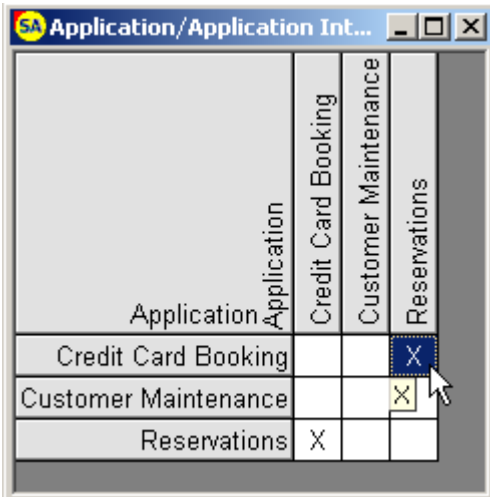 SA Application/Application Int...
Application
Application
Credit Card Booking
Customer Maintenance
Reservations
Credit Card Booking X
Customer Maintenance X
Reservations X